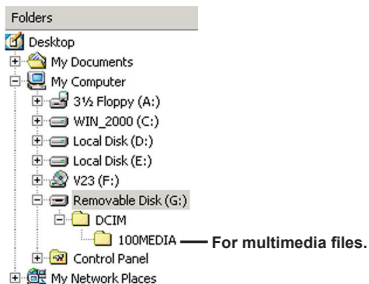 Folders
Desktop
My Documents
My Computer
3½ Floppy (A:)
WIN_2000 (C:)
Local Disk (D:)
Local Disk (E:)
V23 (F:)
Removable Disk (G:)
DCIM
100MEDIA For multimedia files.
Control Panel
My Network Places